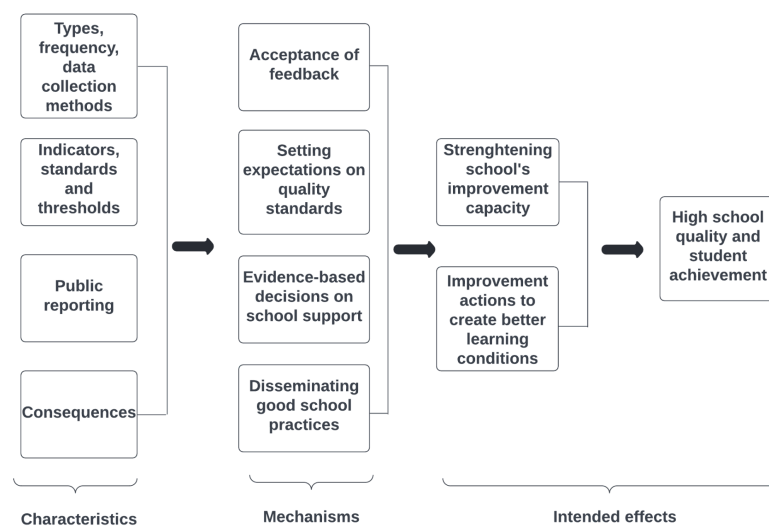 Types,
frequency,
data
collection
methods
Indicators,
standards
and
thresholds
Public
reporting
Consequences
Characteristics
Acceptance of
feedback
Setting
expectations on
quality
standards
Evidence-based
decisions on
school support
Disseminating
good school
practices
Mechanisms
Strenghtening
school's
improvement
capacity
Improvement
actions to
create better
learning
conditions
High school
quality and
student
achievement
Intended effects